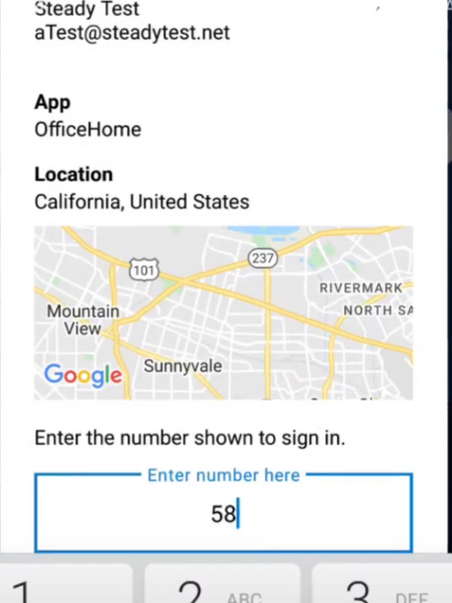 Steady Test
aTest@steadytest.net
App
OfficeHome
Location
California, United States
237
101
RIVERMARK
Mountain
View
NORTH SA
Sunnyvale
Google
Enter the number shown to sign in.
Enter number here
58
1
2 ABC
3 DEF